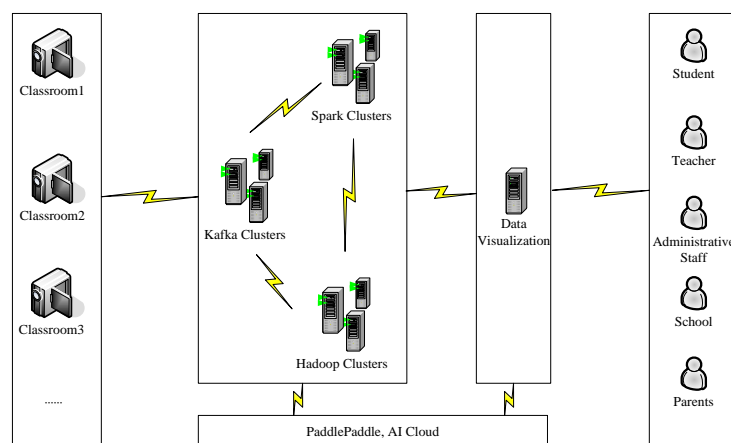 Classroom1
Classroom2
Classroom3
......
Spark Clusters
Kafka Clusters
Hadoop Clusters
Data
Visualization
Student
Teacher
Administrative
Staff
School
Parents
PaddlePaddle, AI Cloud